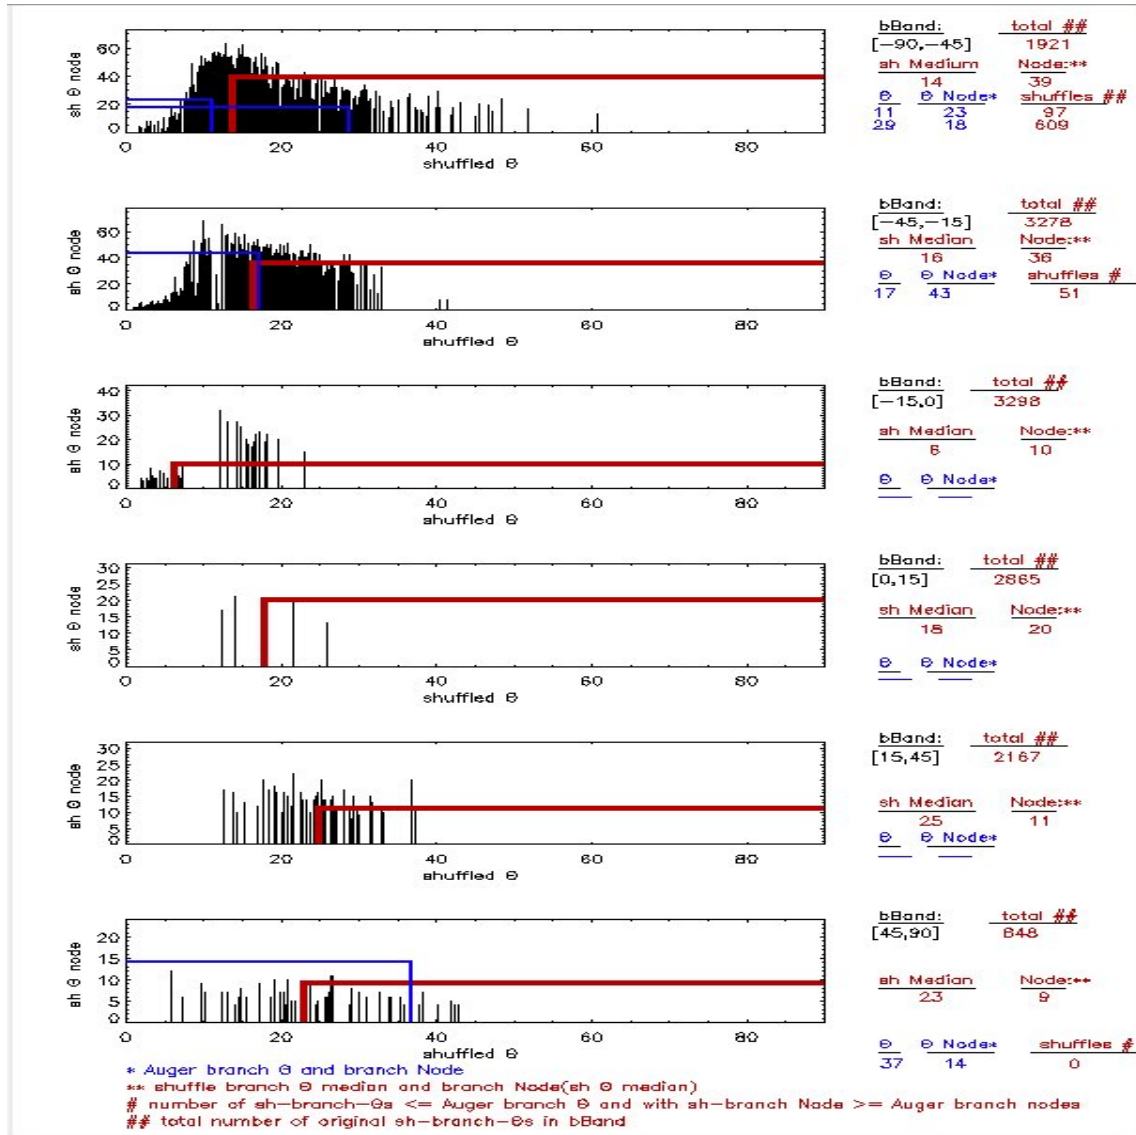 bBand: total ##
[-90,-45] 1921
sh Medium Node:**
14 39
Θ Θ Node* shuffles ##
11 23 97
29 18 609
sh Θ node
60
40
20
0
0 20 40 60 80
shuffled Θ
bBand: total ##
[-45,-15] 3278
sh Median Node:**
16 36
Θ Θ Node* shuffles #
17 43 51
sh Θ node
60
40
20
0
0 20 40 60 80
shuffled Θ
bBand: total ##
[-15,0] 3298
sh Median Node:**
6 10
Θ Θ Node*
sh Θ node
40
30
20
10
0
0 20 40 60 80
shuffled Θ
bBand: total ##
[0,15] 2865
sh Median Node:**
18 20
Θ Θ Node*
sh Θ node
30
25
20
15
10
5
0
0 20 40 60 80
shuffled Θ
bBand: total ##
[15,45] 2167
sh Median Node:**
25 11
Θ Θ Node*
sh Θ node
30
25
20
15
10
5
0
0 20 40 60 80
shuffled Θ
bBand: total ##
[45,90] 648
sh Median Node:**
23 9
Θ Θ Node* shuffles #
37 14 0
sh Θ node
20
15
10
5
0
0 20 40 60 80
shuffled Θ
* Auger branch Θ and branch Node
** shuffle branch Θ median and branch Node(sh Θ median)
# number of sh-branch-Θs <= Auger branch Θ and with sh-branch Node >= Auger branch nodes
## total number of original sh-branch-Θs in bBand